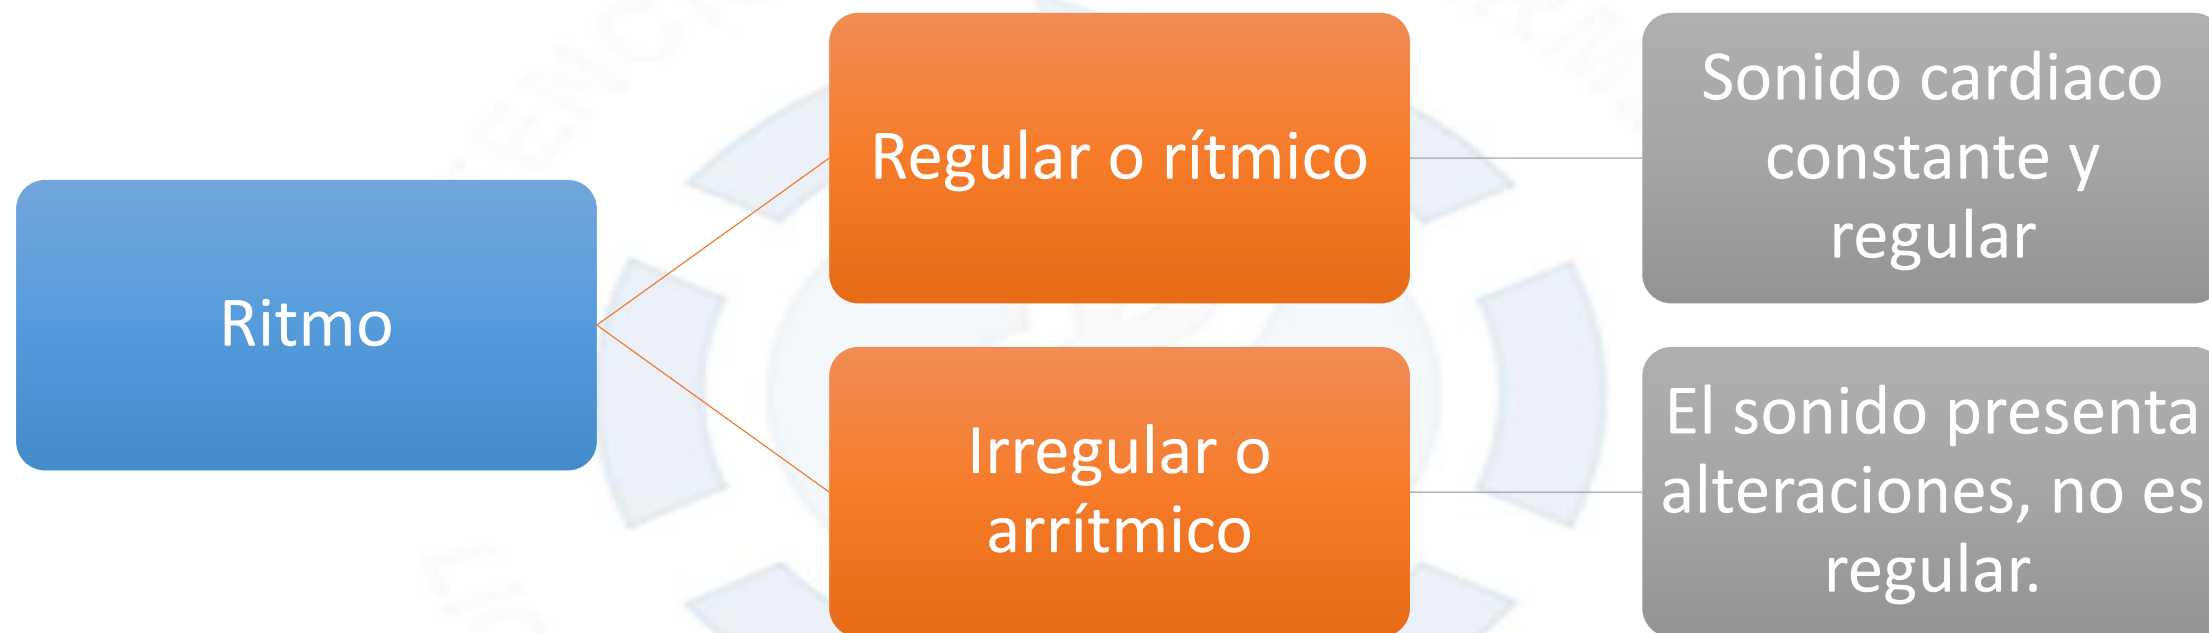 Ritmo
Regular o rítmico
Sonido cardiaco
constante y
regular
Irregular o
arrítmico
El sonido presenta
alteraciones, no es
regular.